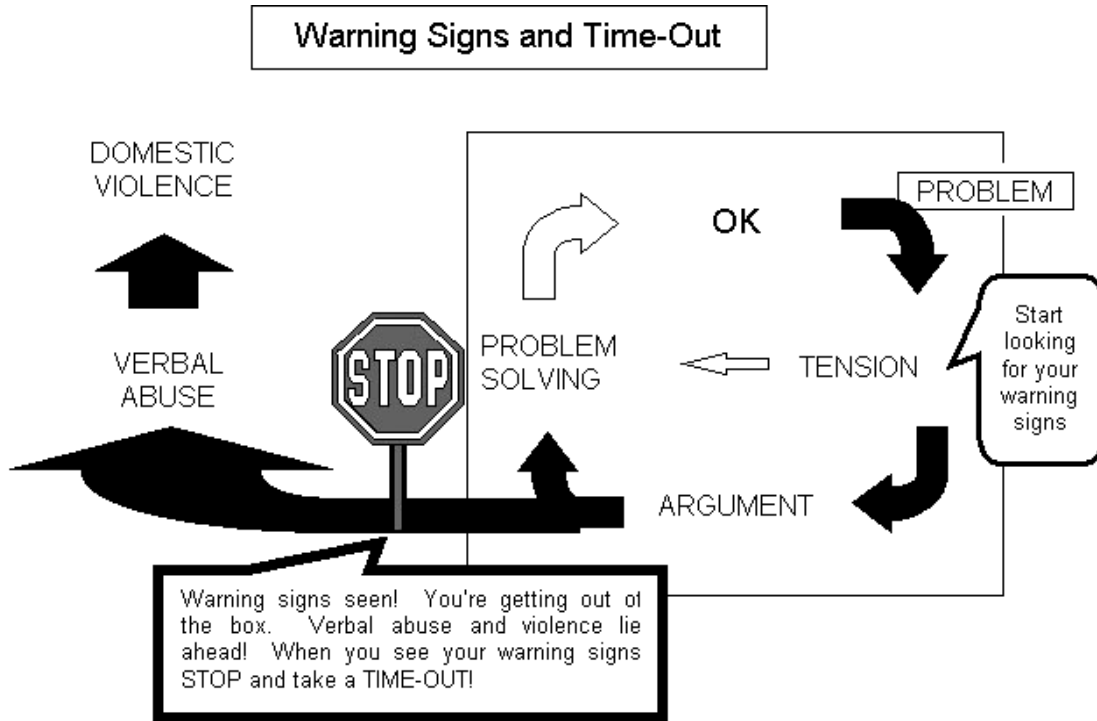 Warning Signs and Time-Out
DOMESTIC
VIOLENCE
PROBLEM
OK
Start
looking
for your
warning
signs
VERBAL
ABUSE
STOP
PROBLEM
SOLVING
TENSION
ARGUMENT
Warning signs seen! You're getting out of
the box. Verbal abuse and violence lie
ahead! When you see your warning signs
STOP and take a TIME-OUT!